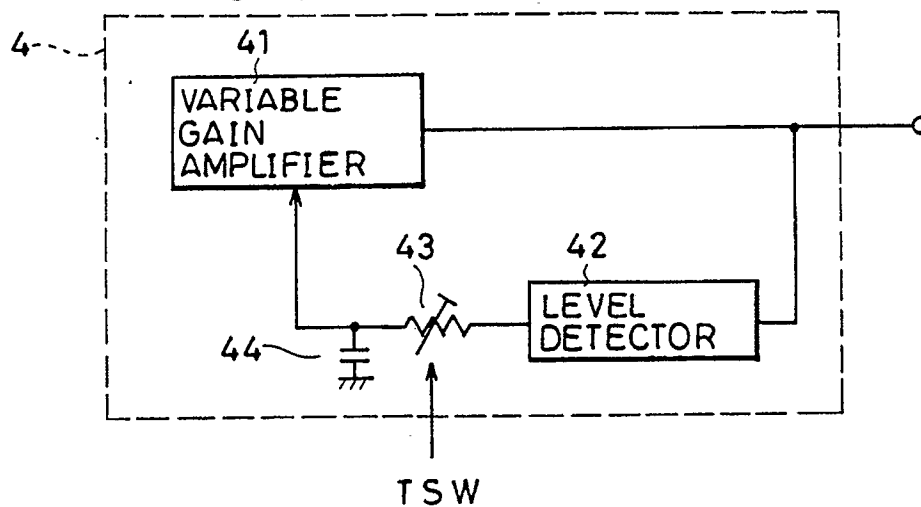 4
41
VARIABLE
GAIN
AMPLIFIER
43
42
LEVEL
DETECTOR
44
TSW